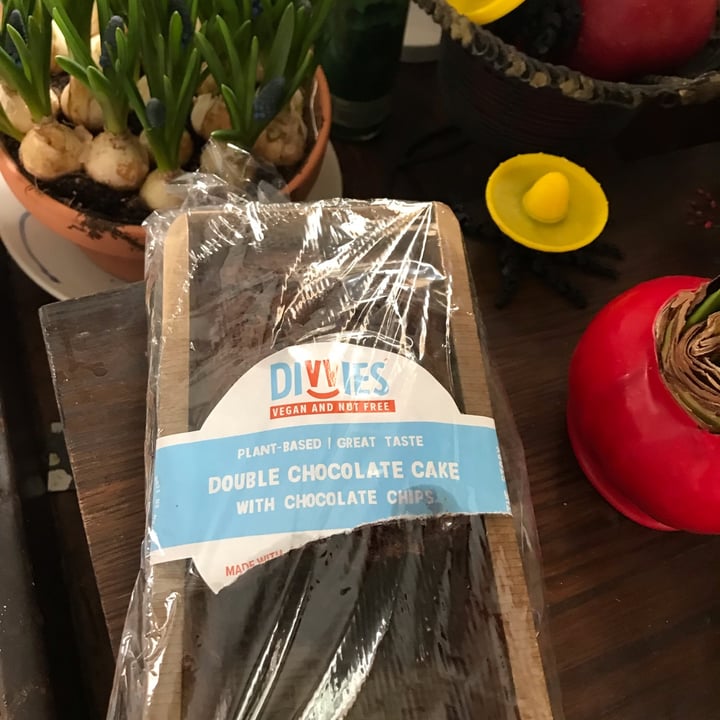 DIVVIES
VEGAN AND NUT FREE
PLANT-BASED | GREAT TASTE
DOUBLE CHOCOLATE CAKE
WITH CHOCOLATE CHIPS
MADE WITH